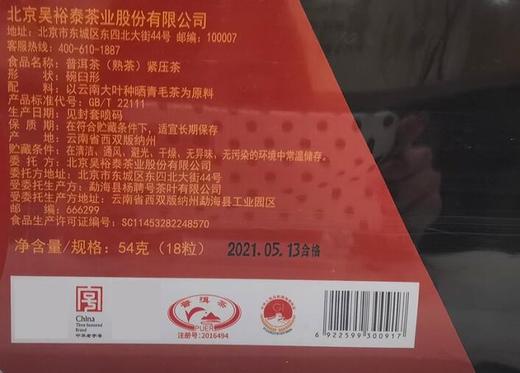 北京吴裕泰茶业股份有限公司
地址：北京市东城区东四北大街44号 邮编：100007
客服热线：400-610-1887
食品名称：普洱茶（熟茶）紧压茶
形　　状：碗臼形
配　　料：以云南大叶种晒青毛茶为原料
产品标准代号：GB/T 22111
生产日期：见封套喷码
保 质 期：在符合贮藏条件下，适宜长期保存
产　　地：云南省西双版纳州
贮藏条件：在清洁、通风、避光、干燥、无异味，无污染的环境中常温储存。
委 托 方：北京吴裕泰茶业股份有限公司
委托方地址：北京市东城区东四北大街44号
受委托生产方：勐海县杨聘号茶叶有限公司
受委托生产方地址：云南省西双版纳州勐海县工业园区
邮编：666299
食品生产许可证编号：SC11453282248570
净含量/规格：54克（18粒）
2021.05.13合格
China
Time-honored
Brand
中华老字号
普洱茶
PUER
注册号：2016494
6 922599 300917